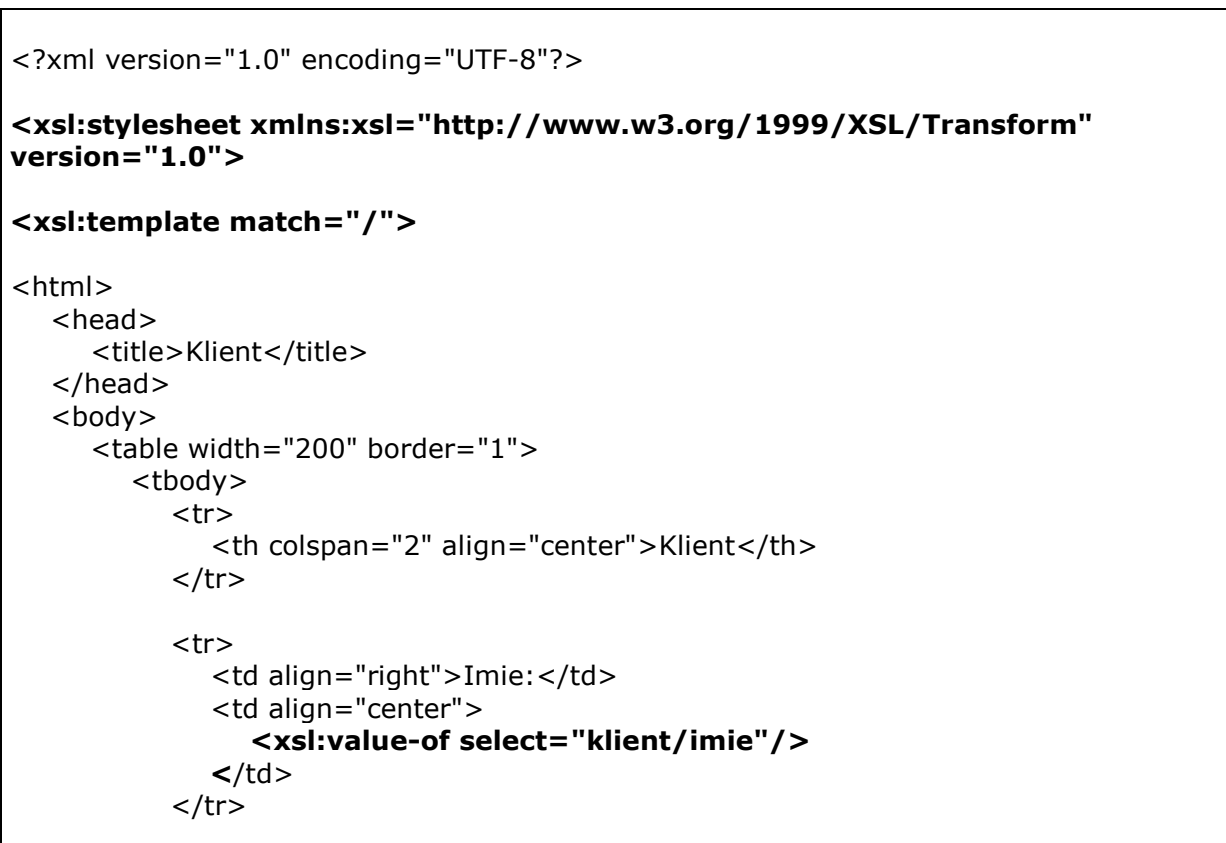 <?xml version="1.0" encoding="UTF-8"?>
<xsl:stylesheet xmlns:xsl="http://www.w3.org/1999/XSL/Transform"
version="1.0">
<xsl:template match="/">
<html>
<head>
<title>Klient</title>
</head>
<body>
<table width="200" border="1">
<tbody>
<tr>
<th colspan="2" align="center">Klient</th>
</tr>
<tr>
<td align="right">Imie:</td>
<td align="center">
<xsl:value-of select="klient/imie"/>
</td>
</tr>